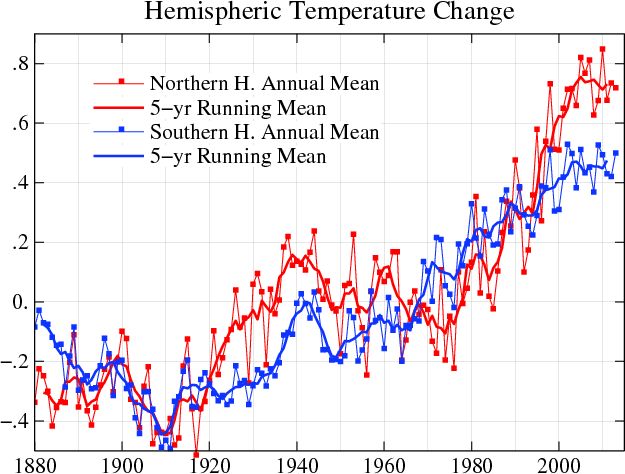 Hemispheric Temperature Change
.8
.6
.4
.2
0.
-.2
-.4
Northern H. Annual Mean
5-yr Running Mean
Southern H. Annual Mean
5-yr Running Mean
1880 1900 1920 1940 1960 1980 2000